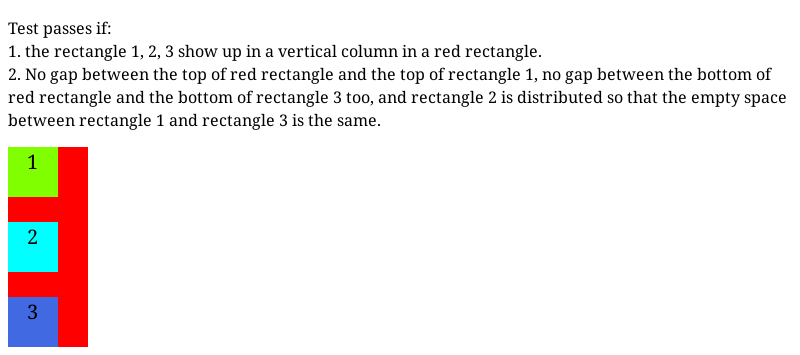 Test passes if:
1. the rectangle 1, 2, 3 show up in a vertical column in a red rectangle.
2. No gap between the top of red rectangle and the top of rectangle 1, no gap between the bottom of
red rectangle and the bottom of rectangle 3 too, and rectangle 2 is distributed so that the empty space
between rectangle 1 and rectangle 3 is the same.
1
2
3